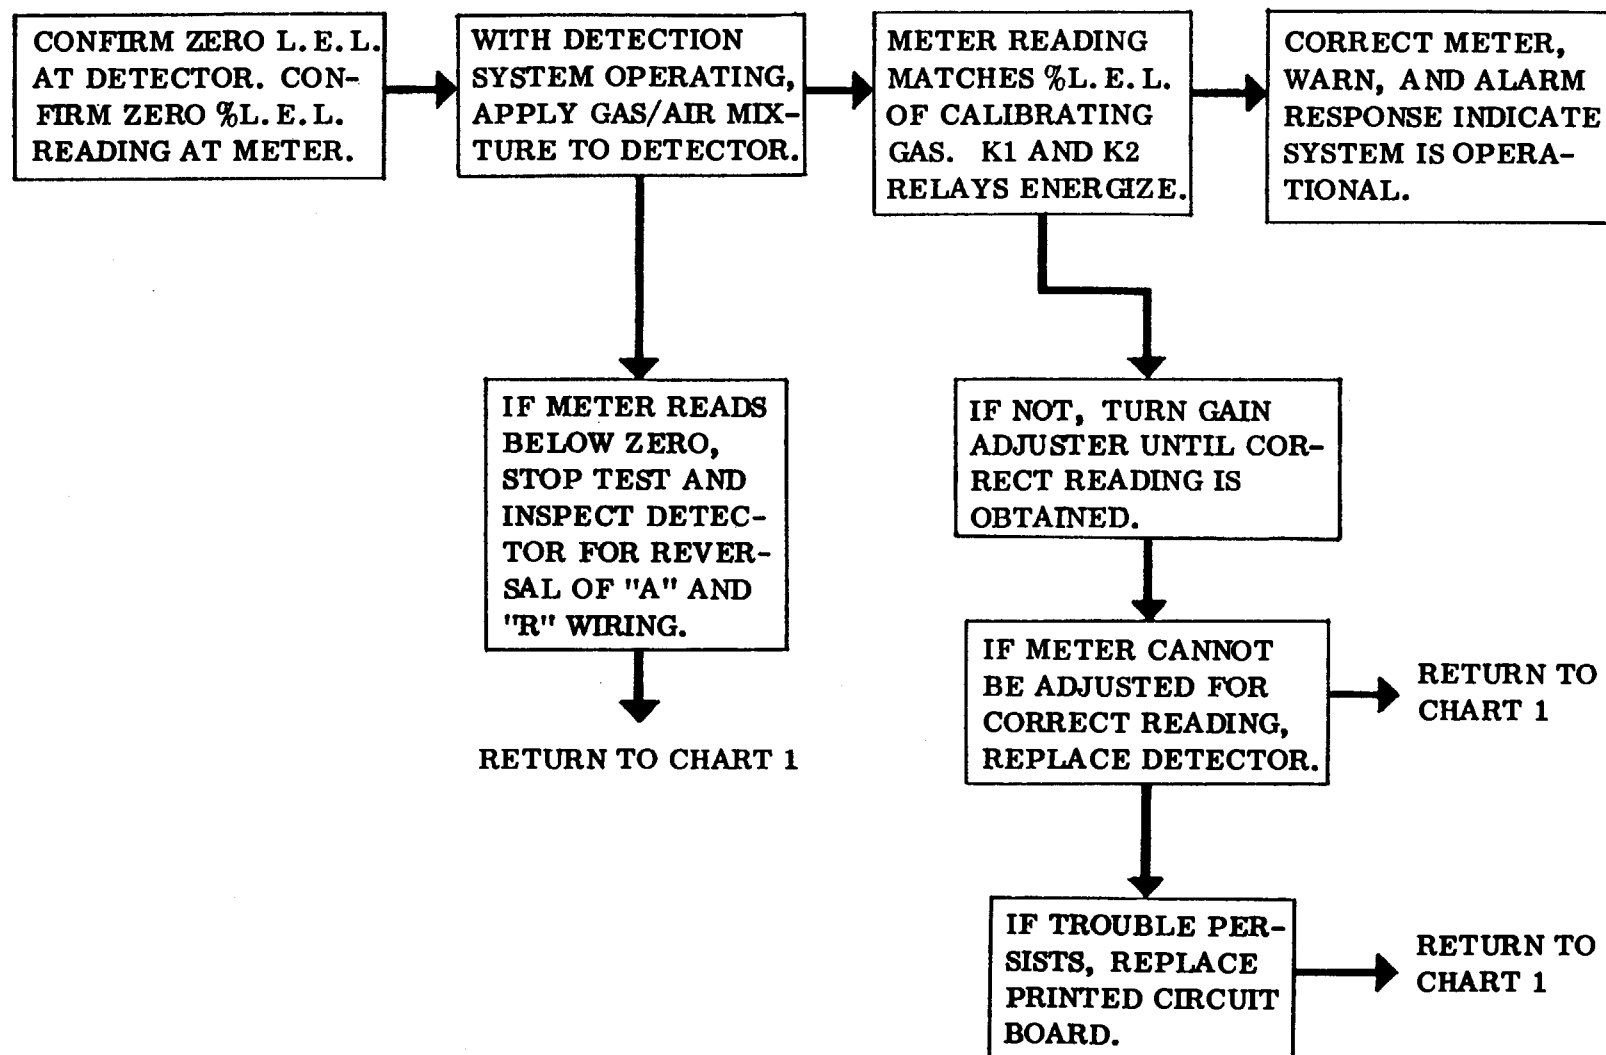 CONFIRM ZERO L.E.L.
AT DETECTOR. CON-
FIRM ZERO %L.E.L.
READING AT METER.
WITH DETECTION
SYSTEM OPERATING,
APPLY GAS/AIR MIX-
TURE TO DETECTOR.
METER READING
MATCHES %L.E.L.
OF CALIBRATING
GAS. K1 AND K2
RELAYS ENERGIZE.
CORRECT METER,
WARN, AND ALARM
RESPONSE INDICATE
SYSTEM IS OPERA-
TIONAL.
IF METER READS
BELOW ZERO,
STOP TEST AND
INSPECT DETEC-
TOR FOR REVER-
SAL OF "A" AND
"R" WIRING.
RETURN TO CHART 1
IF NOT, TURN GAIN
ADJUSTER UNTIL COR-
RECT READING IS
OBTAINED.
IF METER CANNOT
BE ADJUSTED FOR
CORRECT READING,
REPLACE DETECTOR.
RETURN TO
CHART 1
IF TROUBLE PER-
SISTS, REPLACE
PRINTED CIRCUIT
BOARD.
RETURN TO
CHART 1